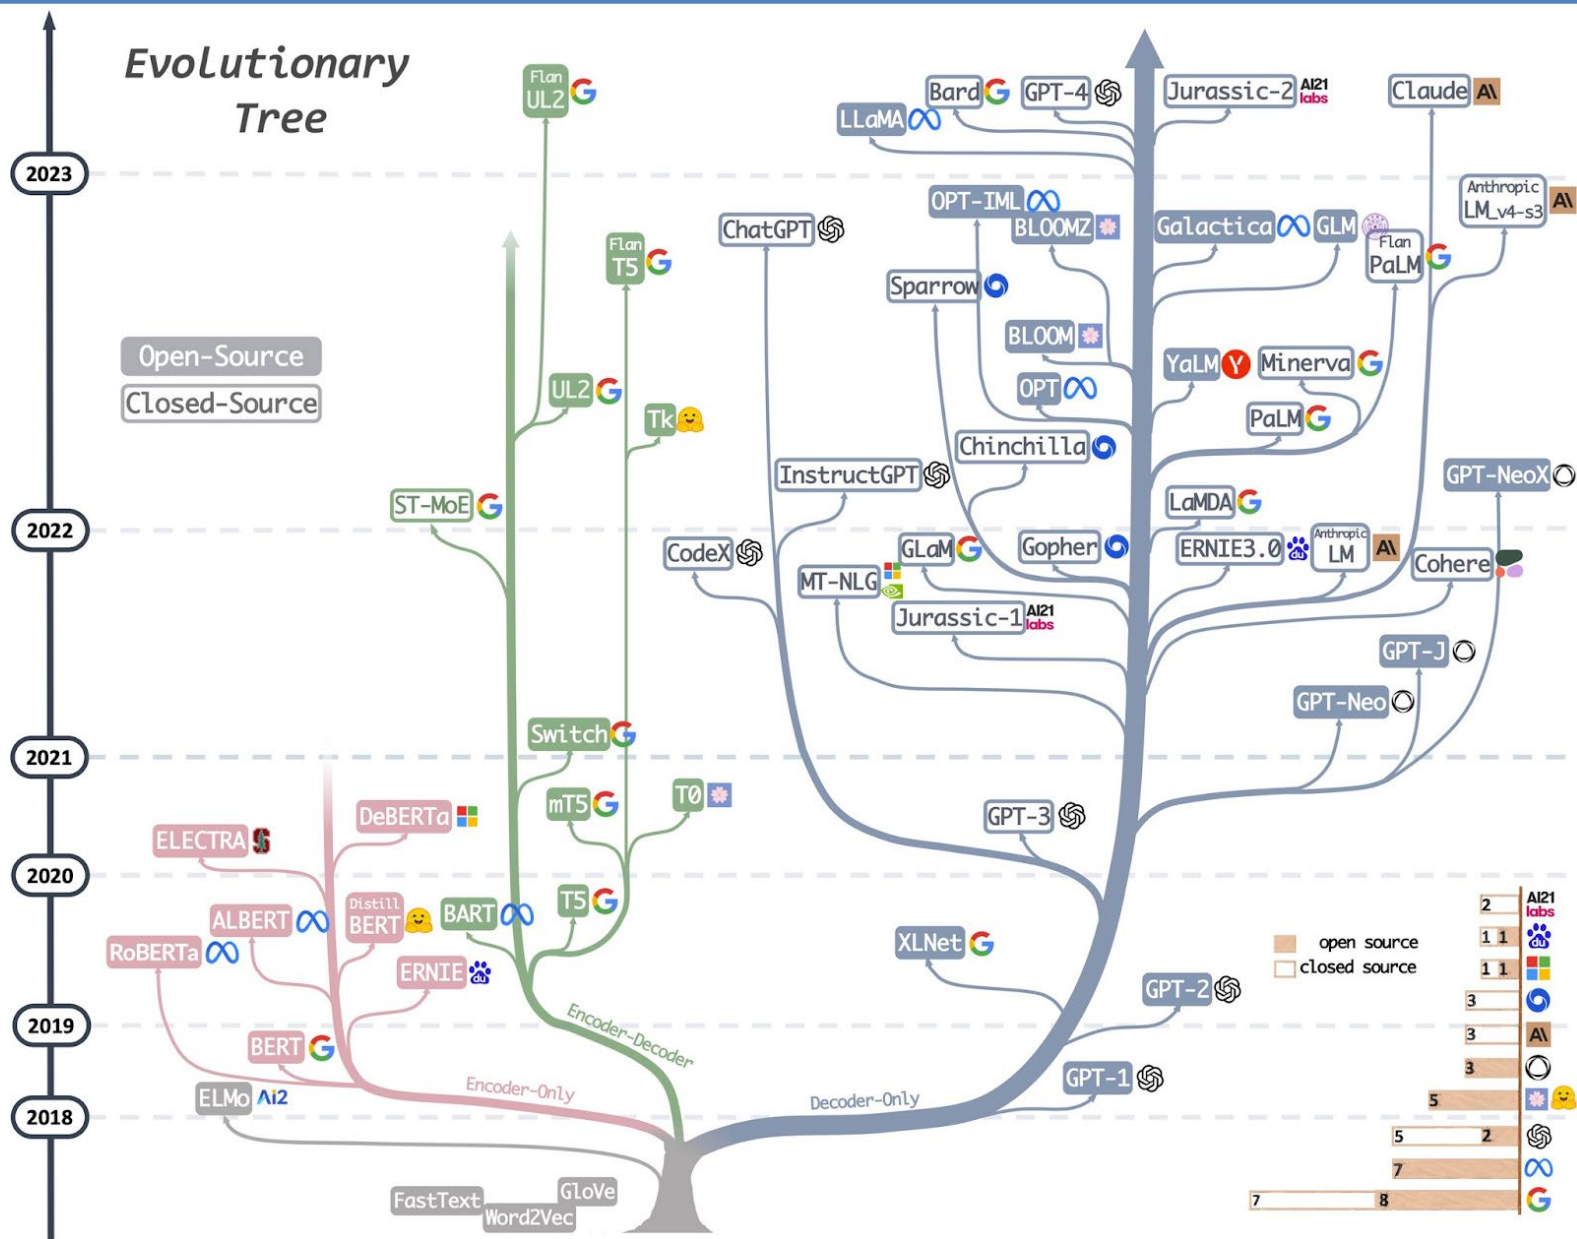 Evolutionary
Tree
2023
2022
2021
2020
2019
2018
Open-Source
Closed-Source
Flan
UL2
Flan
T5
UL2
Tk
ST-MoE
Switch
mT5
T0
T5
BART
DeBERTa
ELECTRA
Distill
BERT
ALBERT
RoBERTa
ERNIE
BERT
ELMo
Ai2
Encoder-Only
Encoder-Decoder
Decoder-Only
FastText
GloVe
Word2Vec
Bard
GPT-4
Jurassic-2
AI21
labs
Claude
A\
LLaMA
OPT-IML
BLOOMZ
Galactica
GLM
Anthropic
LM_v4-s3
A\
ChatGPT
Flan
PaLM
Sparrow
BLOOM
YaLM
Y
Minerva
OPT
PaLM
Chinchilla
InstructGPT
GPT-NeoX
LaMDA
CodeX
GLaM
Gopher
ERNIE3.0
du
Anthropic
LM
A\
Cohere
MT-NLG
Jurassic-1
AI21
labs
GPT-J
GPT-Neo
GPT-3
XLNet
GPT-2
GPT-1
du
open source
closed source
2
AI21
labs
1 1
du
1 1
3
3
A\
3
5
5 2
7
7 8